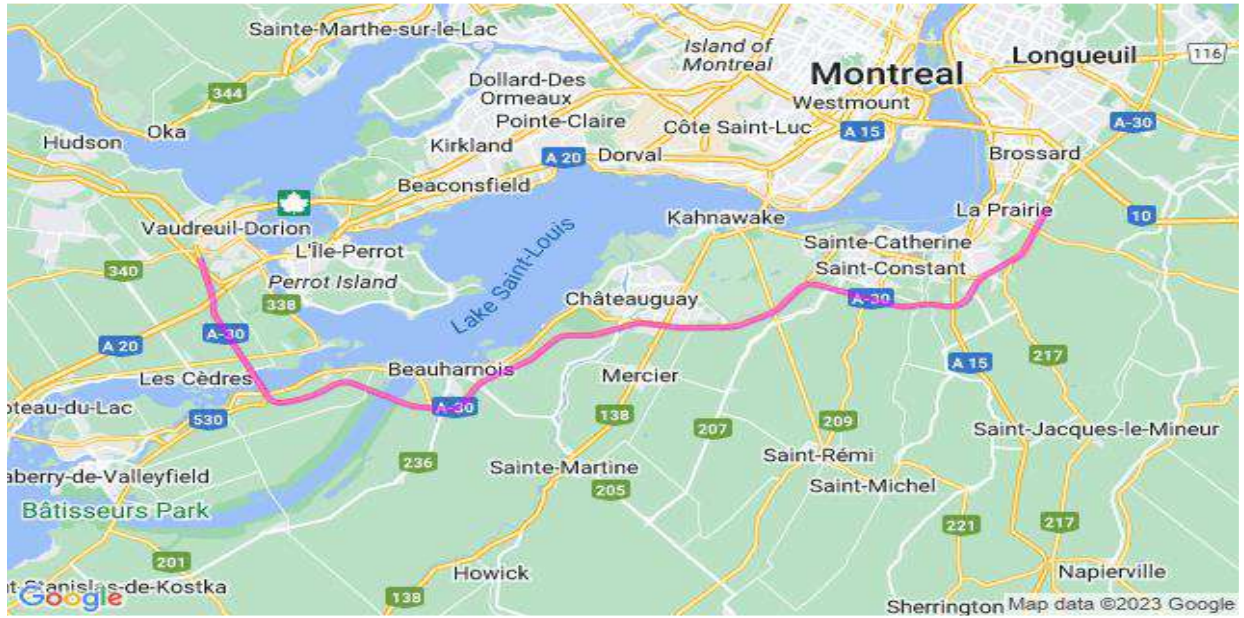 Sainte-Marthe-sur-le-Lac
Island of
Montreal
Longueuil
116
Montreal
Dollard-Des
Ormeaux
344
Westmount
Oka
Hudson
Pointe-Claire
Côte Saint-Luc
A 15
A-30
Kirkland
A 20
Dorval
Brossard
Beaconsfield
Vaudreuil-Dorion
Kahnawake
La Prairie
10
L'Île-Perrot
Sainte-Catherine
340
Perrot Island
Saint-Constant
338
Lake Saint-Louis
Châteauguay
A-30
A-30
A 20
217
Les Cèdres
Beauharnois
Mercier
A 15
oteau-du-Lac
530
A-30
138
207
209
Saint-Jacques-le-Mineur
236
Sainte-Martine
Saint-Rémi
aberry-de-Valleyfield
205
Saint-Michel
Bâtisseurs Park
221
217
201
Howick
Napierville
nt-Stanislas-de-Kostka
138
Google
Sherrington
Map data ©2023 Google